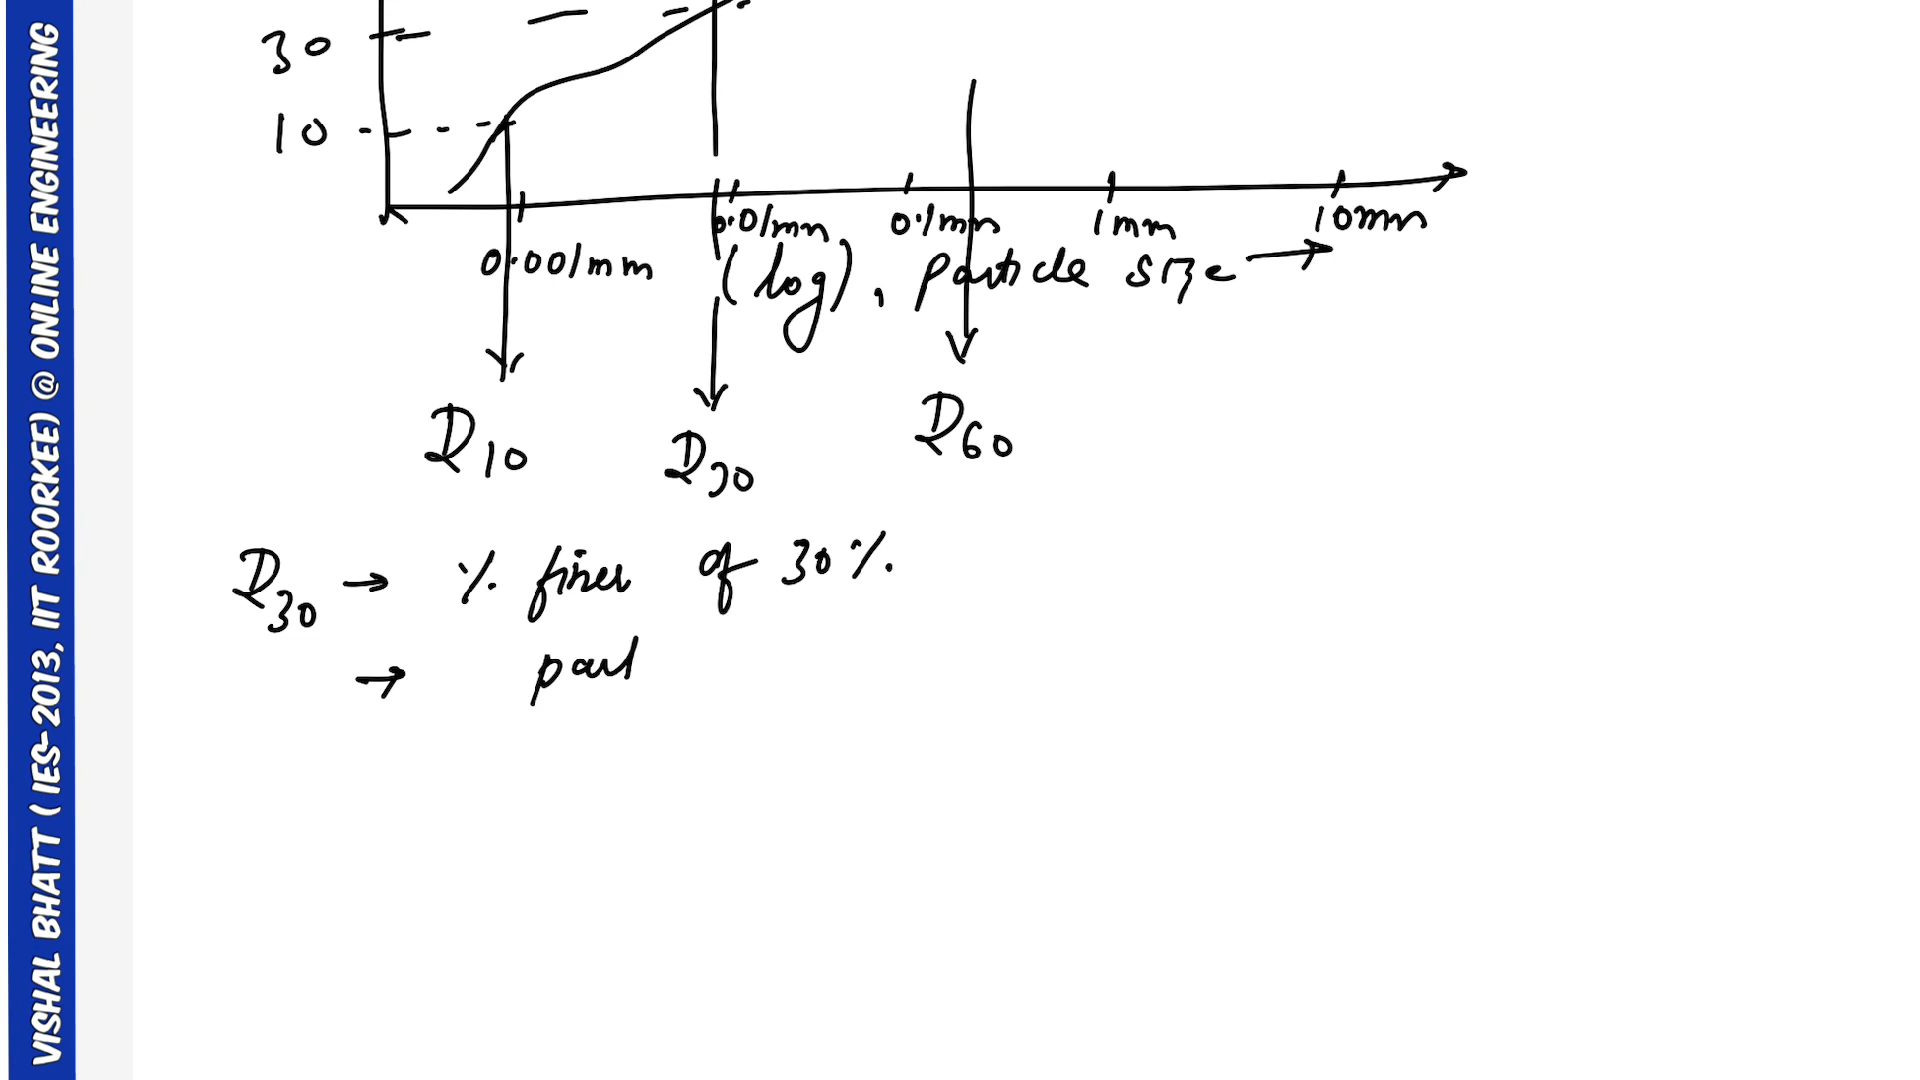 30
10
0.001mm
0.01mm
0.1mm
1mm
10mm
(log), particle size
D10
D30
D60
D30 → % finer of 30%.
→ part
VISHAL BHATT ( IES-2013, IIT ROORKEE) @ ONLINE ENGINEERING